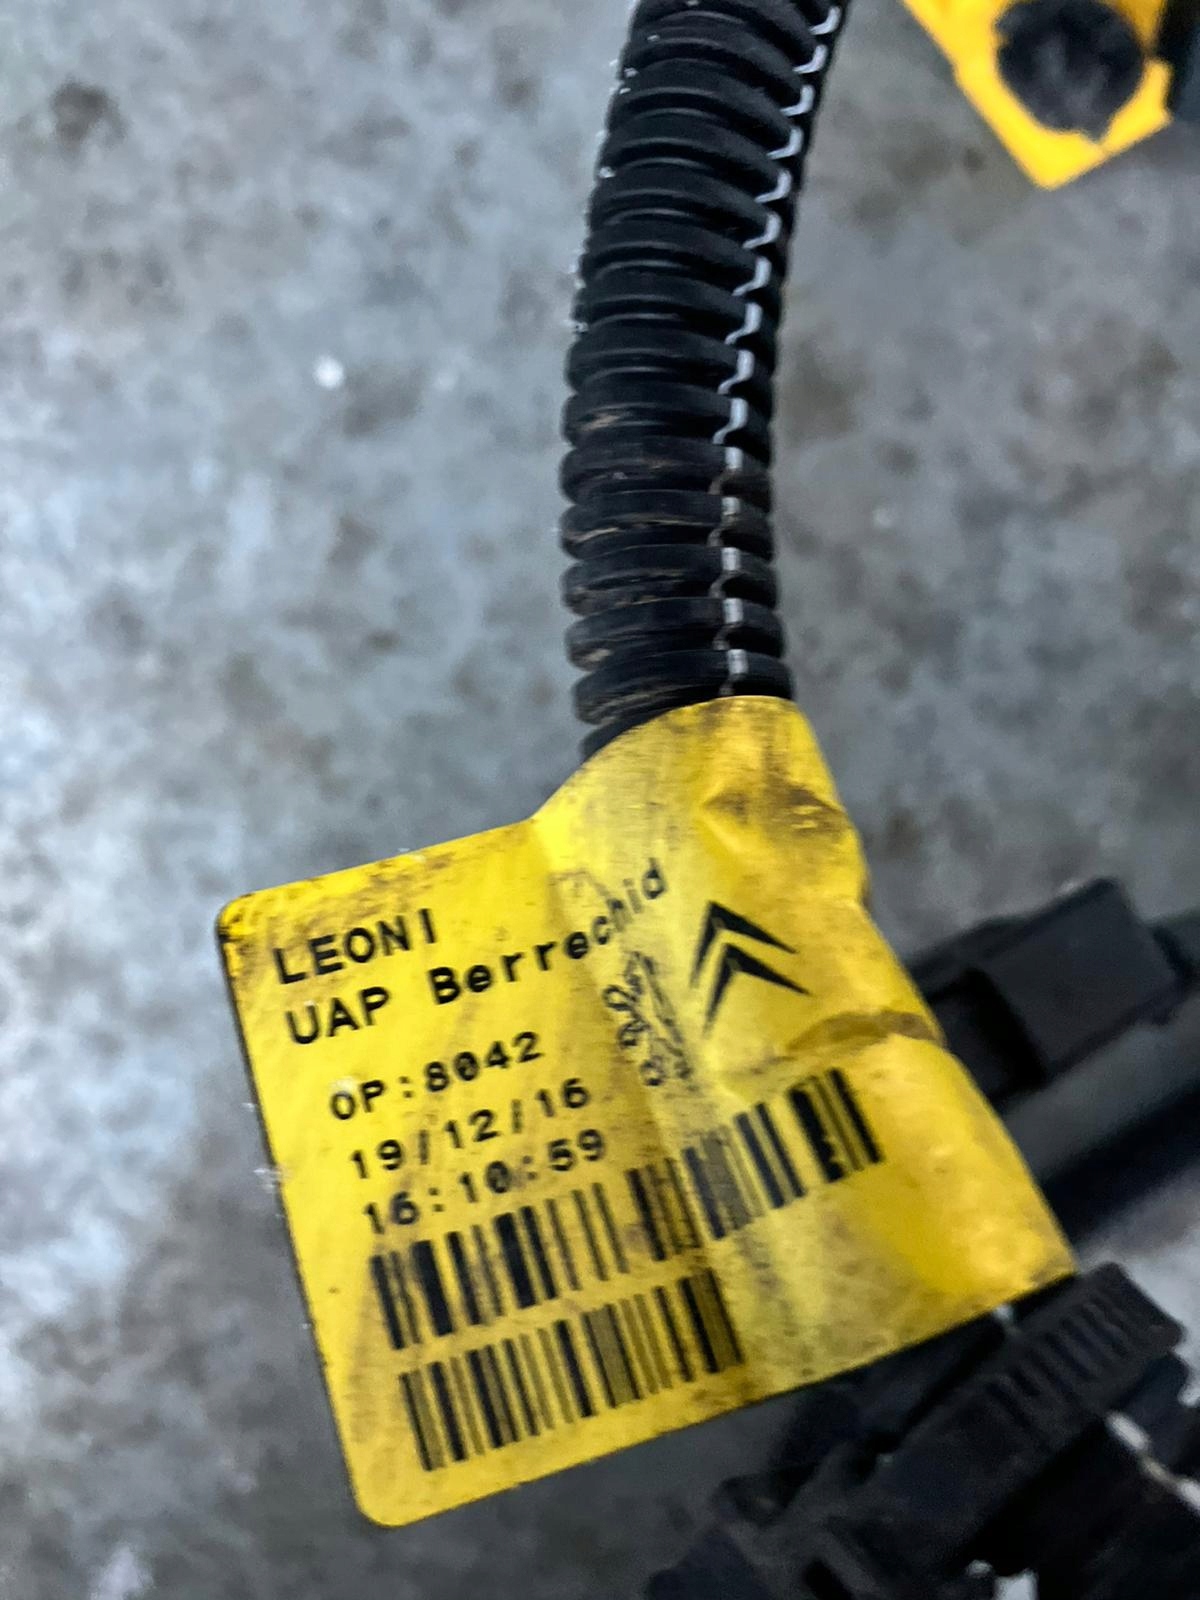 LEONI
UAP Berrechid
OP:8042
19/12/16
16:10:59